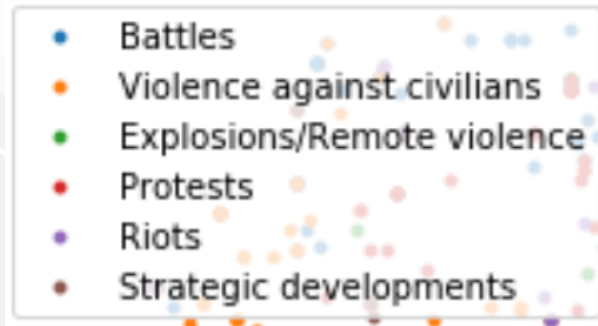 Battles
Violence against civilians
Explosions/Remote violence
Protests
Riots
Strategic developments